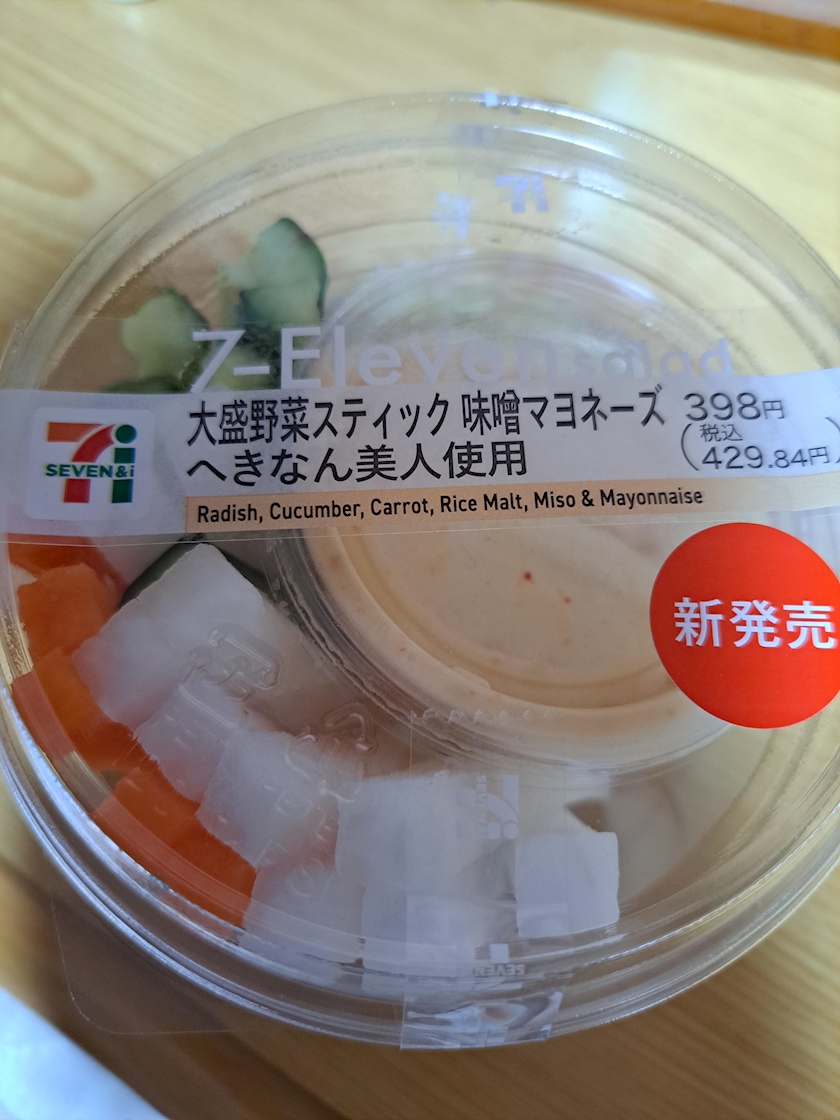 7-Eleven salad
大盛野菜スティック 味噌マヨネーズ
へきなん美人使用
398円
(税込
429.84円)
SEVEN&i
Radish, Cucumber, Carrot, Rice Malt, Miso & Mayonnaise
新発売
SEVEN